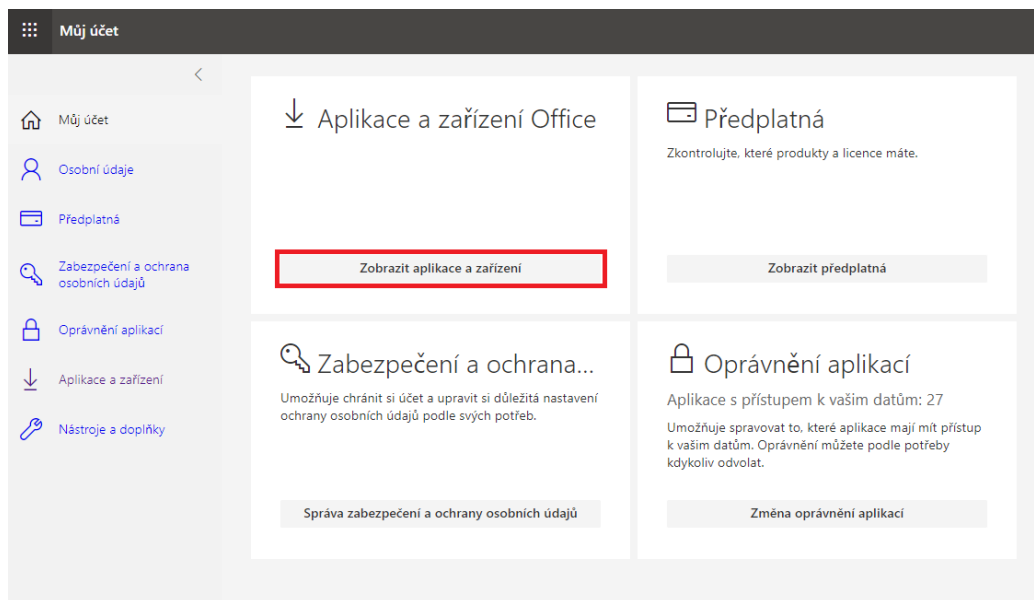 Můj účet
Můj účet
Osobní údaje
Předplatná
Zabezpečení a ochrana
osobních údajů
Oprávnění aplikací
Aplikace a zařízení
Nástroje a doplňky
Aplikace a zařízení Office
Zobrazit aplikace a zařízení
Předplatná
Zkontrolujte, které produkty a licence máte.
Zobrazit předplatná
Zabezpečení a ochrana...
Umožňuje chránit si účet a upravit si důležitá nastavení
ochrany osobních údajů podle svých potřeb.
Správa zabezpečení a ochrany osobních údajů
Oprávnění aplikací
Aplikace s přístupem k vašim datům: 27
Umožňuje spravovat to, které aplikace mají mít přístup
k vašim datům. Oprávnění můžete podle potřeby
kdykoliv odvolat.
Změna oprávnění aplikací